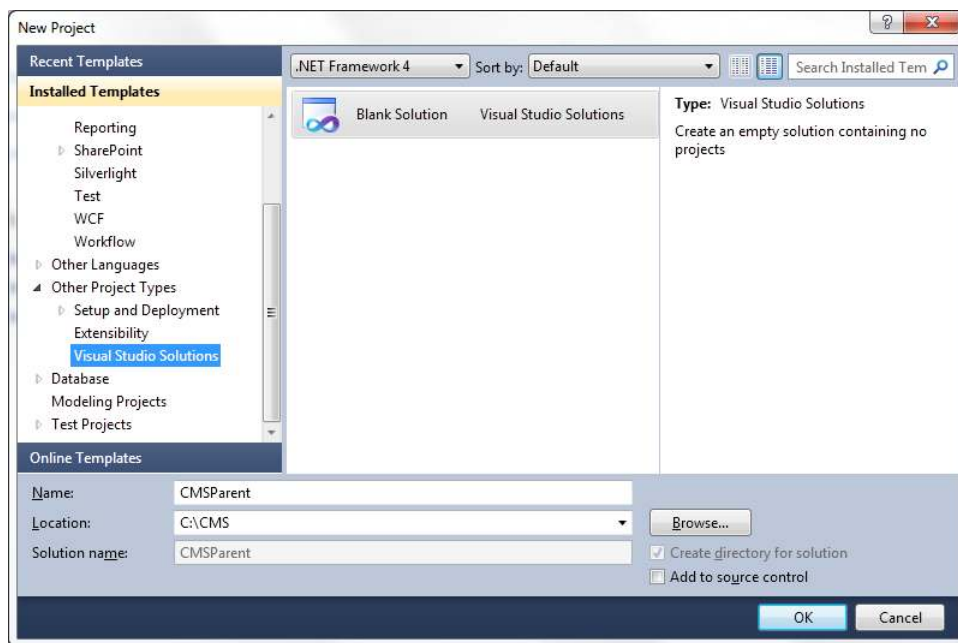 New Project
Recent Templates
Installed Templates
Reporting
SharePoint
Silverlight
Test
WCF
Workflow
Other Languages
Other Project Types
Setup and Deployment
Extensibility
Visual Studio Solutions
Database
Modeling Projects
Test Projects
Online Templates
.NET Framework 4 Sort by: Default Search Installed Tem
Blank Solution Visual Studio Solutions
Type: Visual Studio Solutions
Create an empty solution containing no
projects
Name: CMSParent
Location: C:\CMS Browse...
Solution name: CMSParent Create directory for solution
Add to source control
OK Cancel